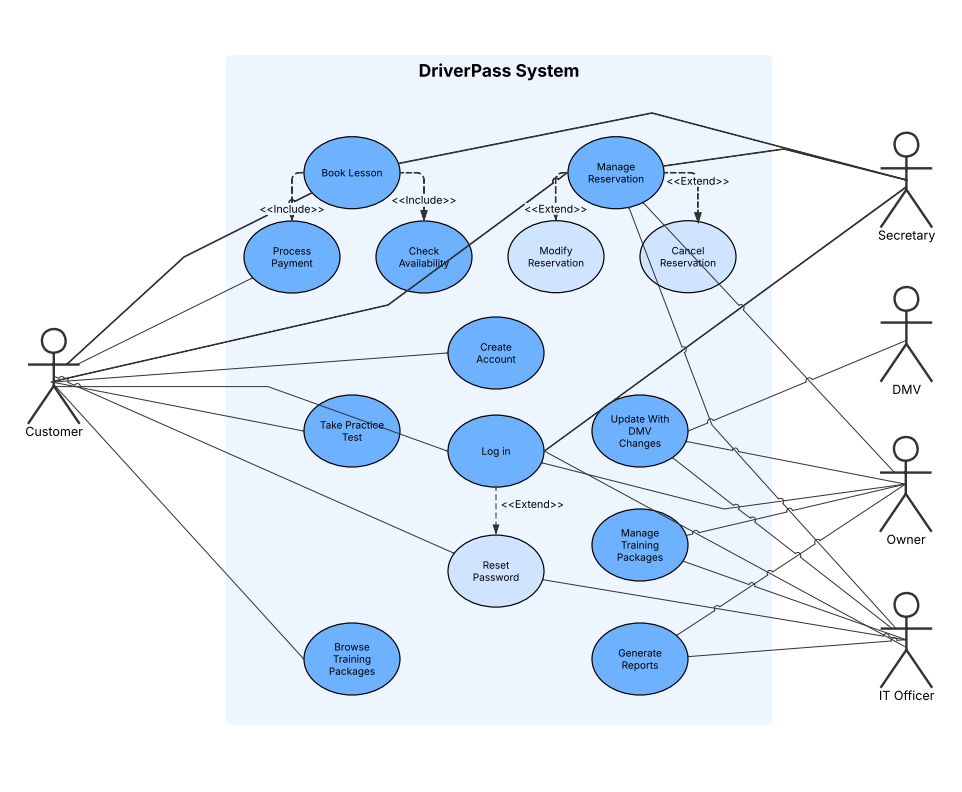 DriverPass System
Book Lesson
Manage
Reservation
<<Include>>
<<Include>>
<<Extend>>
<<Extend>>
Process
Payment
Check
Availability
Modify
Reservation
Cancel
Reservation
Secretary
Create
Account
DMV
Customer
Take Practice
Test
Log in
Update With
DMV
Changes
<<Extend>>
Manage
Training
Packages
Owner
Reset
Password
Browse
Training
Packages
Generate
Reports
IT Officer